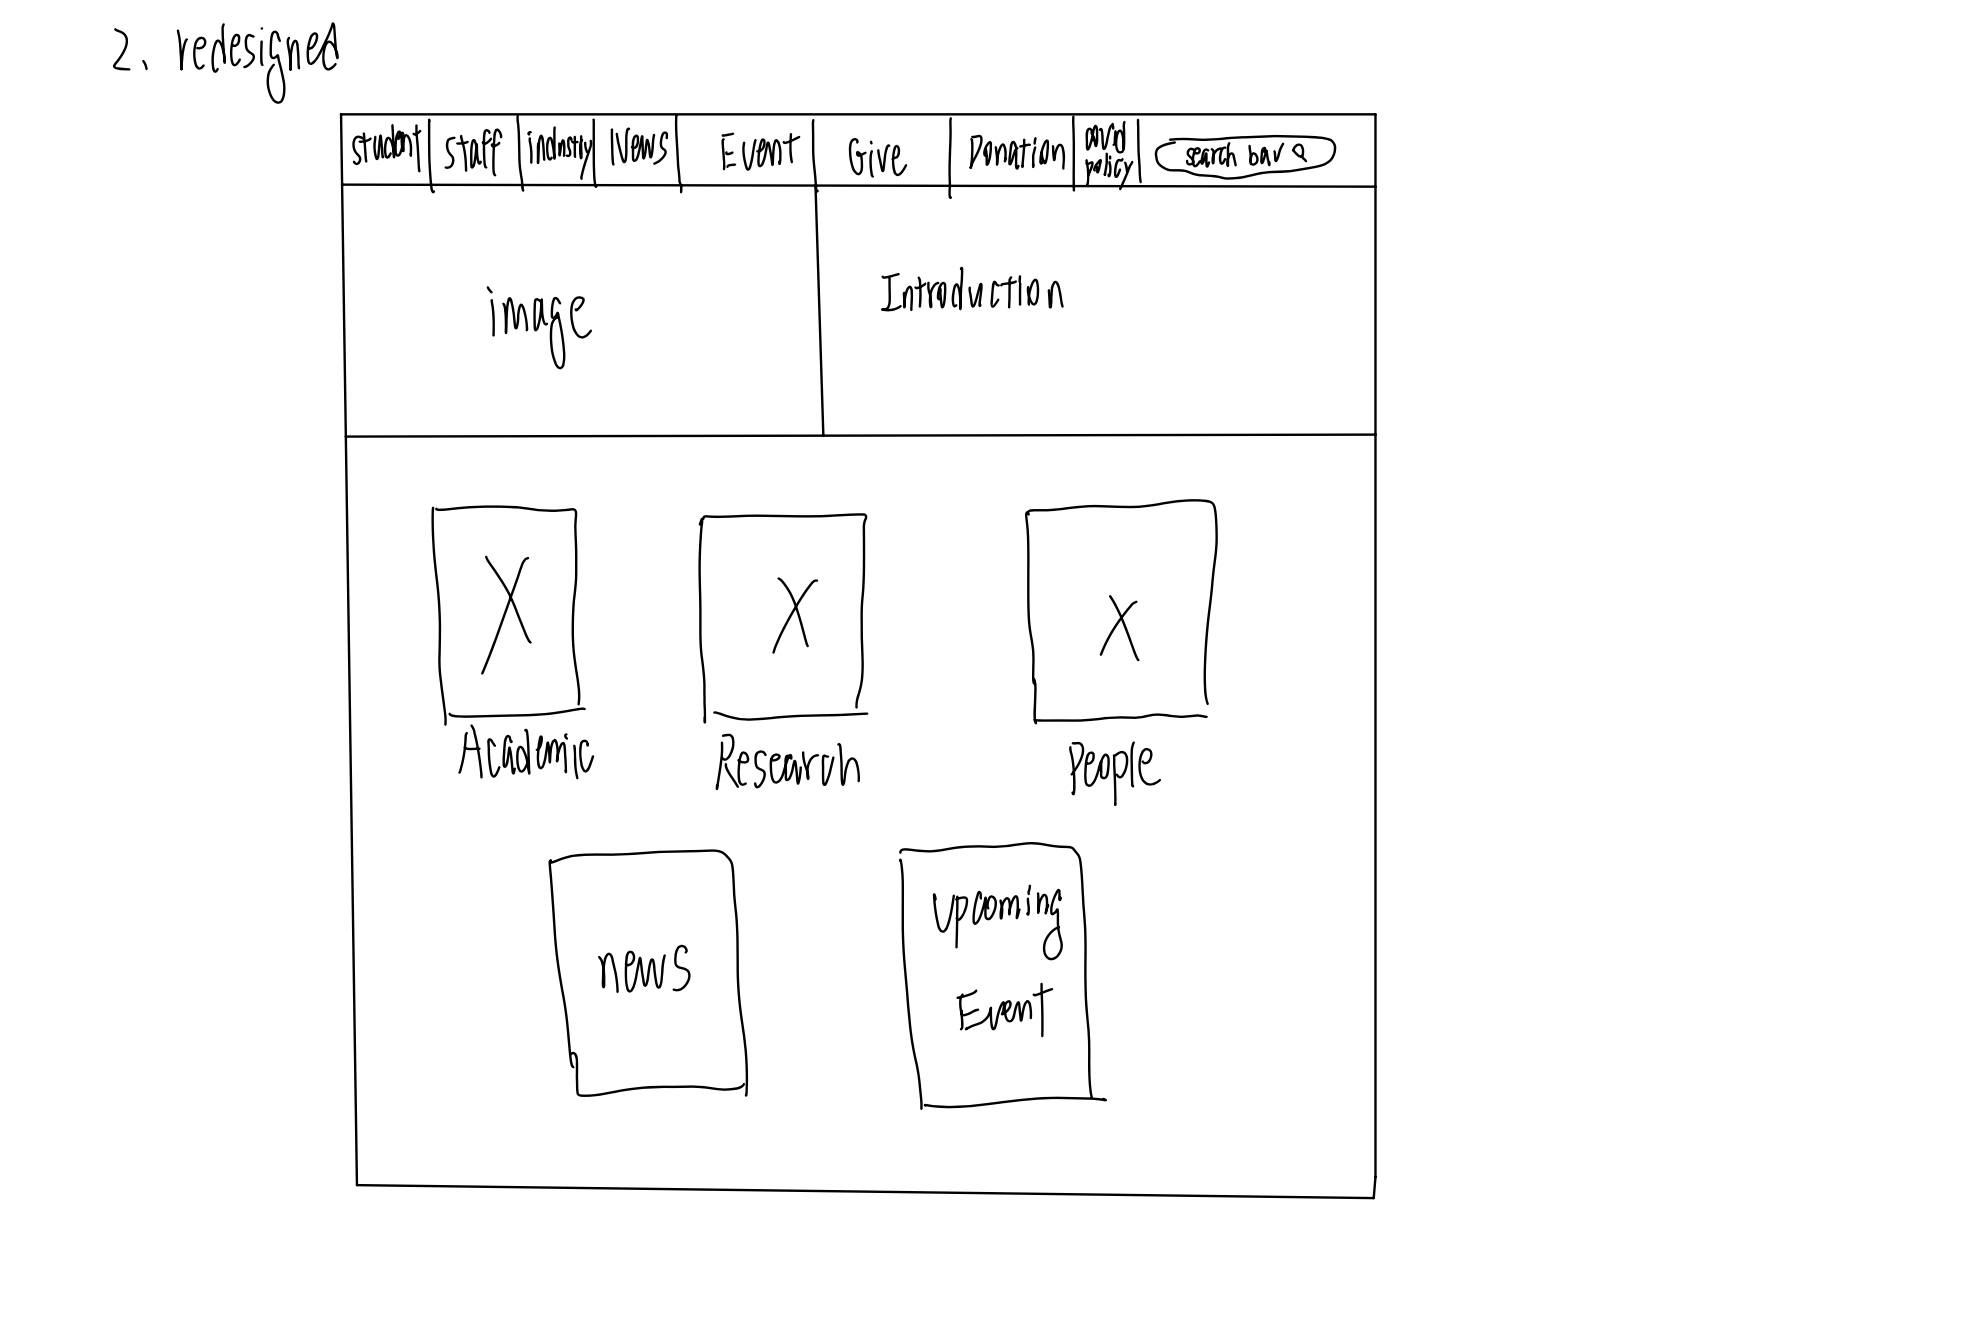 2. redesigned
student staff industry News Event Give Donation covid policy search bar
image
Introduction
X X X
Academic Research People
news
Upcoming
Event